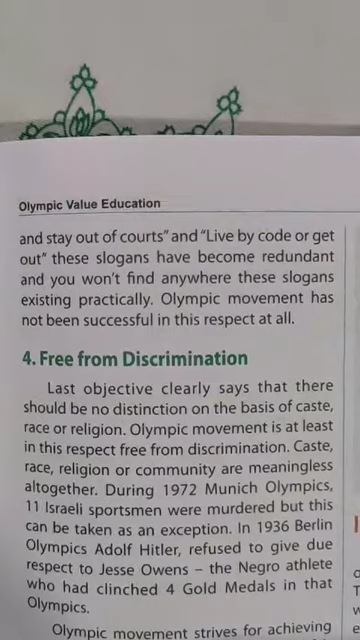 Olympic Value Education
and stay out of courts" and "Live by code or get
out" these slogans have become redundant
and you won't find anywhere these slogans
existing practically. Olympic movement has
not been successful in this respect at all.
4. Free from Discrimination
Last objective clearly says that there
should be no distinction on the basis of caste,
race or religion. Olympic movement is at least
in this respect free from discrimination. Caste,
race, religion or community are meaningless
altogether. During 1972 Munich Olympics,
11 Israeli sportsmen were murdered but this
can be taken as an exception. In 1936 Berlin
Olympics Adolf Hitler, refused to give due
respect to Jesse Owens – the Negro athlete
who had clinched 4 Gold Medals in that
Olympics.
Olympic movement strives for achieving